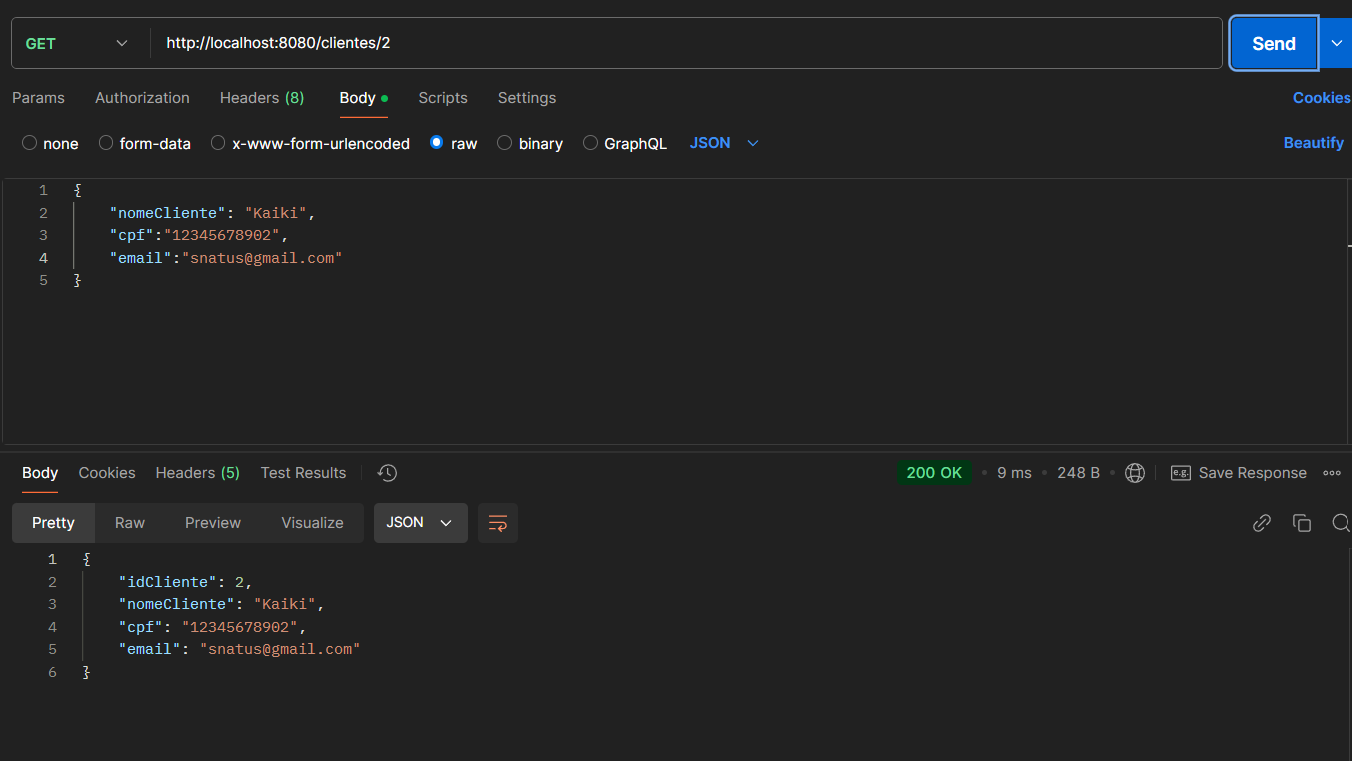 GET http://localhost:8080/clientes/2 Send
Params Authorization Headers (8) Body Scripts Settings Cookies
none form-data x-www-form-urlencoded raw binary GraphQL JSON Beautify
1 {
2 "nomeCliente": "Kaiki",
3 "cpf":"12345678902",
4 "email":"snatus@gmail.com"
5 }
Body Cookies Headers (5) Test Results 200 OK 9 ms 248 B e.g. Save Response
Pretty Raw Preview Visualize JSON
1 {
2 "idCliente": 2,
3 "nomeCliente": "Kaiki",
4 "cpf": "12345678902",
5 "email": "snatus@gmail.com"
6 }